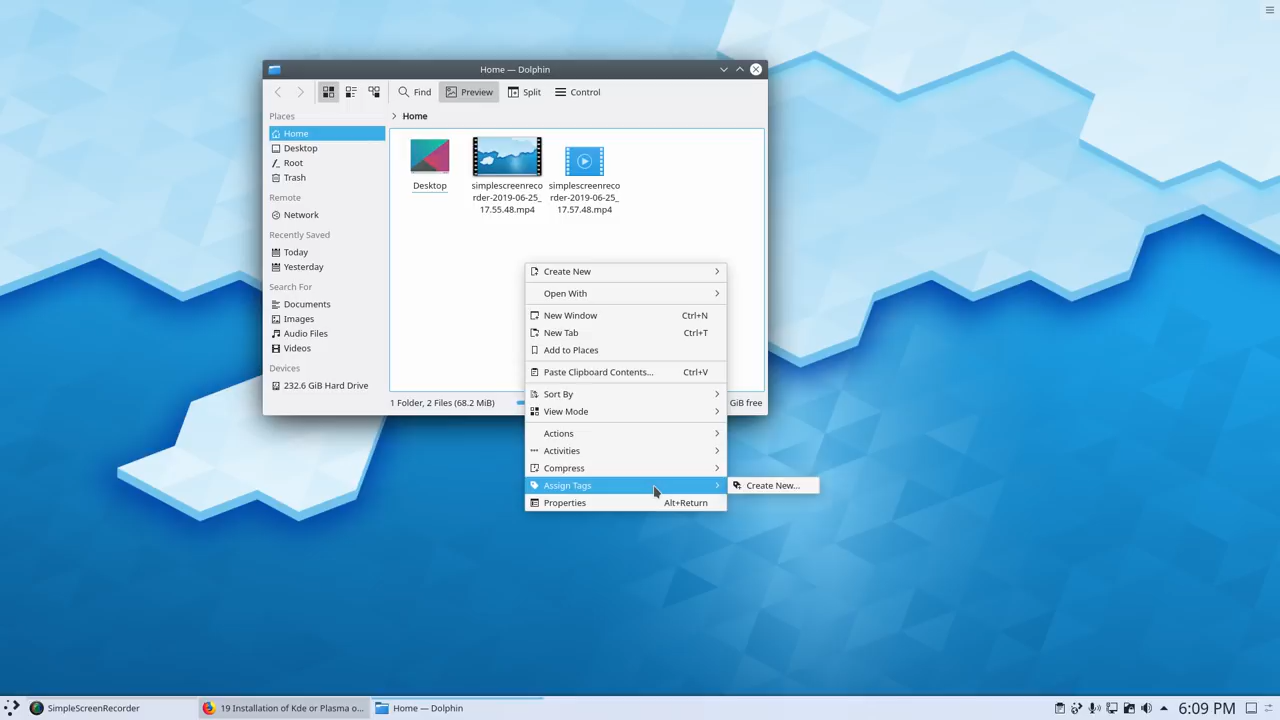 Home — Dolphin
Find
Preview
Split
Control
Places
Home
Desktop
Root
Trash
Remote
Network
Recently Saved
Today
Yesterday
Search For
Documents
Images
Audio Files
Videos
Devices
232.6 GiB Hard Drive
Home
Desktop
simplescreenreco
rder-2019-06-25_
17.55.48.mp4
simplescreenreco
rder-2019-06-25_
17.57.48.mp4
1 Folder, 2 Files (68.2 MiB)
GiB free
Create New
Open With
New Window Ctrl+N
New Tab Ctrl+T
Add to Places
Paste Clipboard Contents... Ctrl+V
Sort By
View Mode
Actions
Activities
Compress
Assign Tags
Properties Alt+Return
Create New...
SimpleScreenRecorder
19 Installation of Kde or Plasma o...
Home — Dolphin
6:09 PM